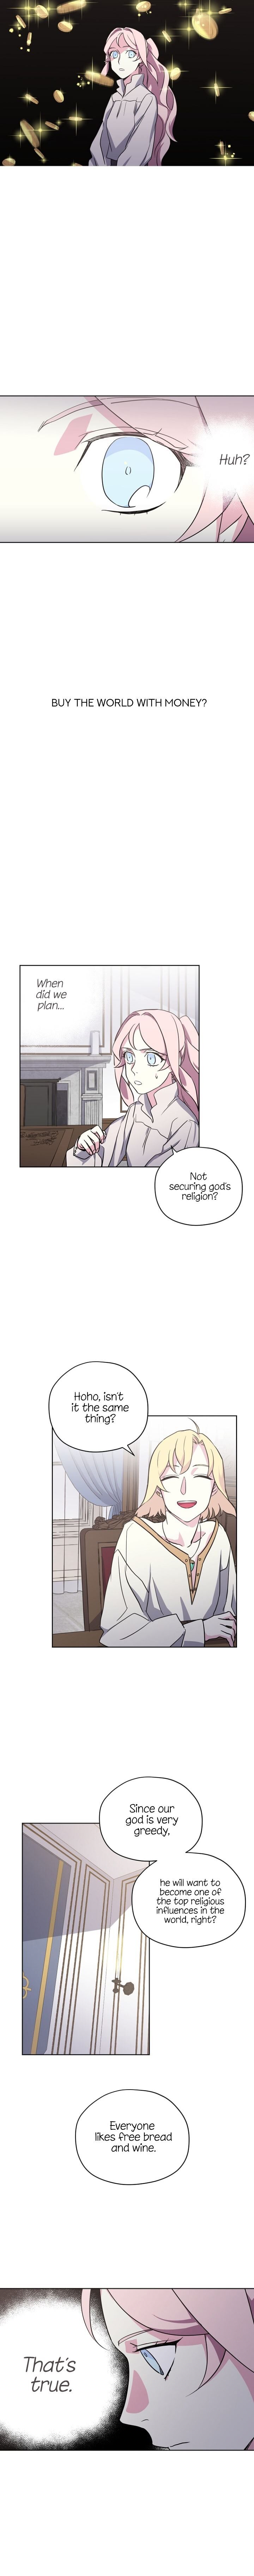 Huh?
BUY THE WORLD WITH MONEY?
When
did we
plan...
Not
securing god's
religion?
Hoho, isn't
it the same
thing?
Since our
god is very
greedy,
he will want to
become one of
the top religious
influences in the
world, right?
Everyone
likes free bread
and wine.
That's
true.